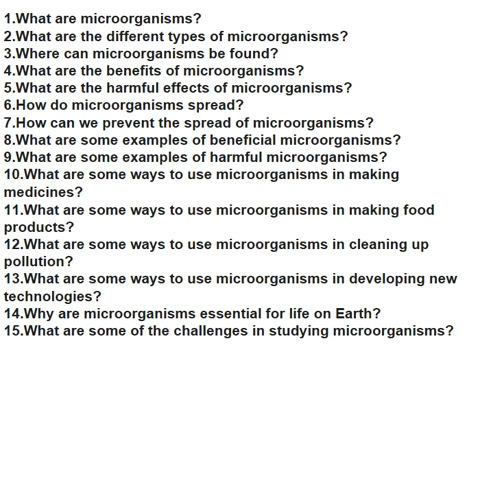 1.What are microorganisms?
2.What are the different types of microorganisms?
3.Where can microorganisms be found?
4.What are the benefits of microorganisms?
5.What are the harmful effects of microorganisms?
6.How do microorganisms spread?
7.How can we prevent the spread of microorganisms?
8.What are some examples of beneficial microorganisms?
9.What are some examples of harmful microorganisms?
10.What are some ways to use microorganisms in making
medicines?
11.What are some ways to use microorganisms in making food
products?
12.What are some ways to use microorganisms in cleaning up
pollution?
13.What are some ways to use microorganisms in developing new
technologies?
14.Why are microorganisms essential for life on Earth?
15.What are some of the challenges in studying microorganisms?